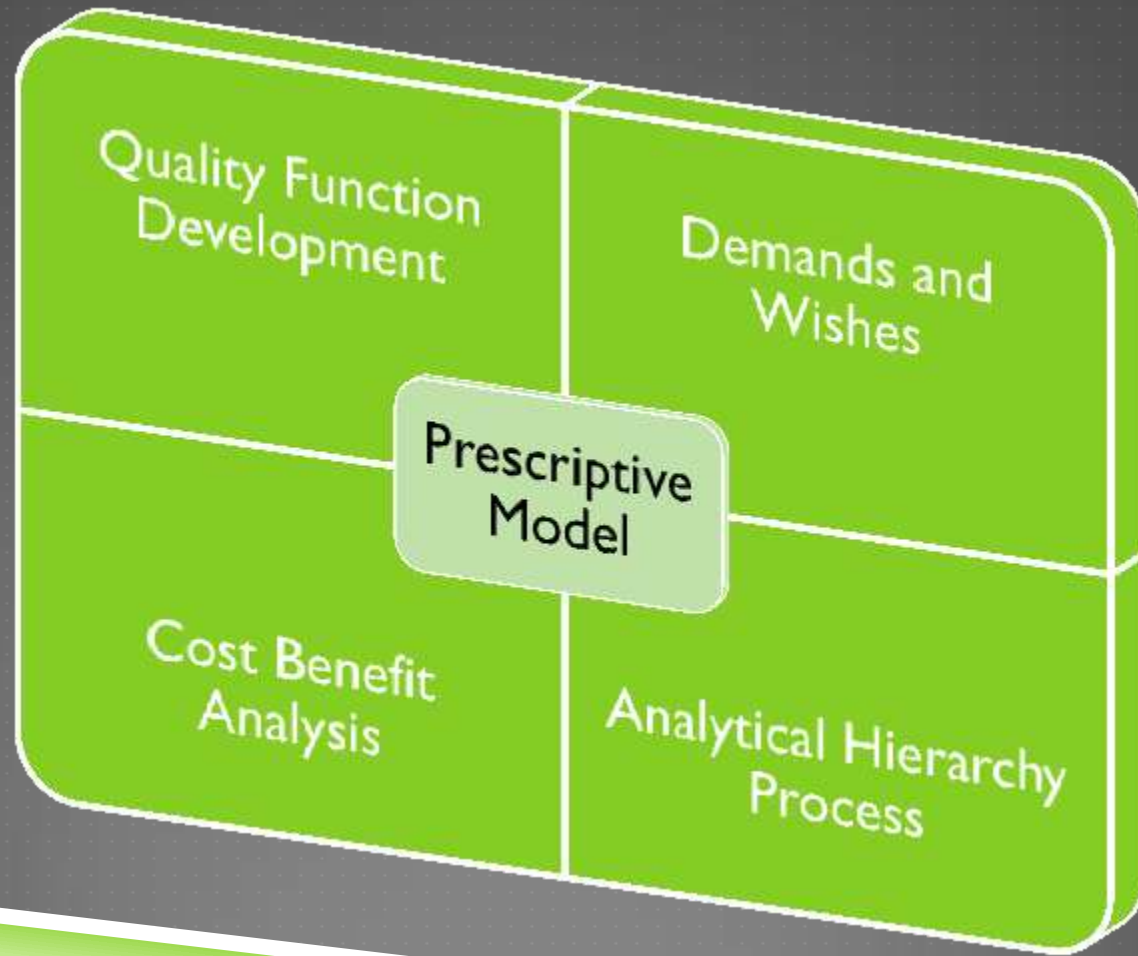 Quality Function
Development
Demands and
Wishes
Prescriptive
Model
Cost Benefit
Analysis
Analytical Hierarchy
Process